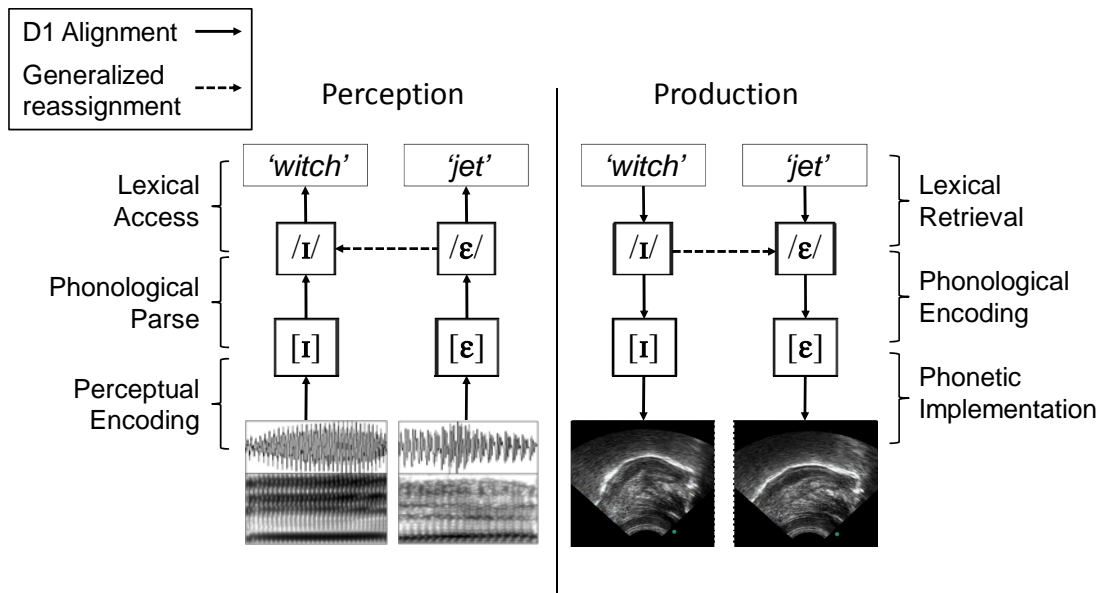 D1 Alignment
Generalized
reassignment
Perception
Production
‘witch’
‘jet’
‘witch’
‘jet’
Lexical
Access
/ɪ/
/ɛ/
/ɪ/
/ɛ/
Lexical
Retrieval
Phonological
Parse
Phonological
Encoding
[ɪ]
[ɛ]
[ɪ]
[ɛ]
Perceptual
Encoding
Phonetic
Implementation